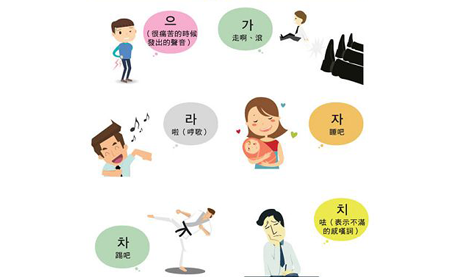 으
（很痛苦的時候
發出的聲音）
가
走啊、滾
라
啦（哼歌）
자
睡吧
차
踢吧
치
呿（表示不滿
的感嘆詞）